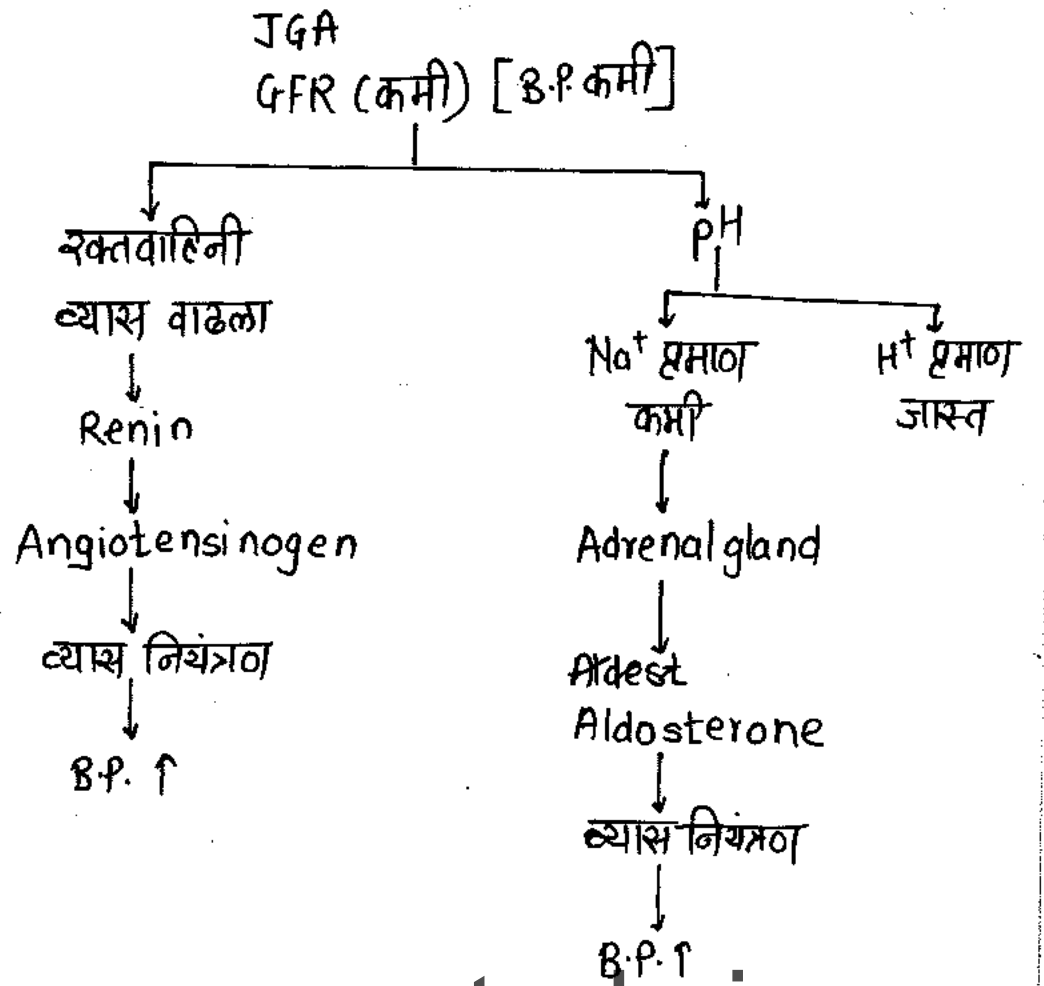 JGA
GFR (कमी) [B.P. कमी]
रक्तवाहिनी
व्यास वाढला
Renin
Angiotensinogen
व्यास नियंत्रण
B.P. ↑
pH
Na⁺ प्रमाण
कमी
Adrenal gland
Aldosterone
व्यास नियंत्रण
B.P. ↑
H⁺ प्रमाण
जास्त